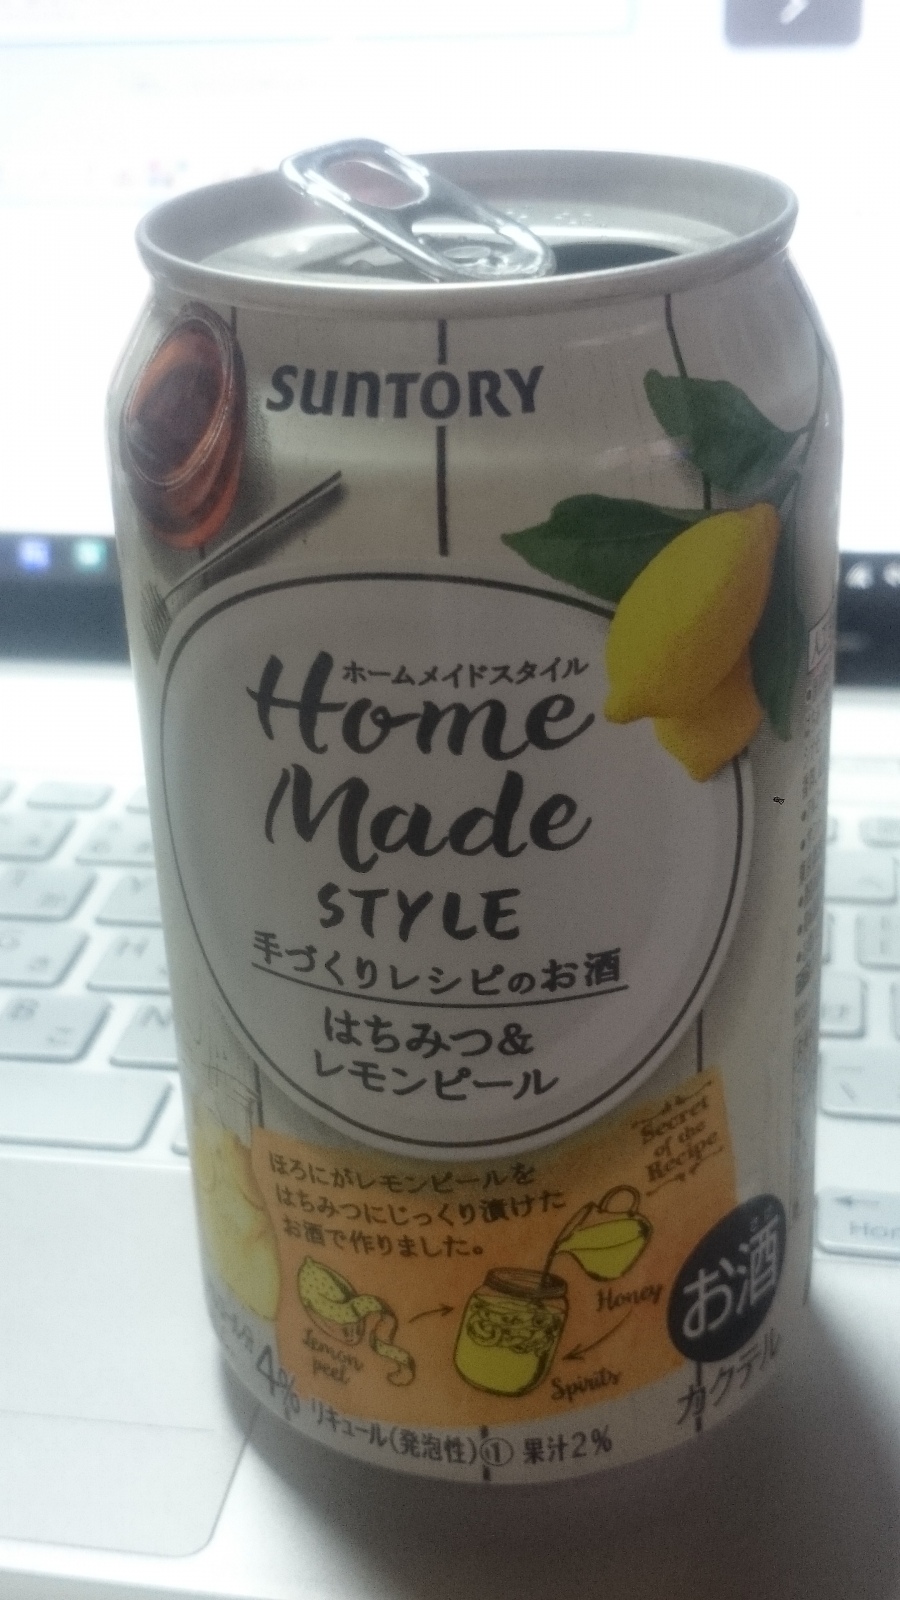 SUNTORY
ホームメイドスタイル
Home
Made
STYLE
手づくりレシピのお酒
はちみつ&
レモンピール
ほろにがレモンピールを
はちみつにじっくり漬けた
お酒で作りました。
Secret
of the
Recipe
Honey
lemon
peel
Spirits
お酒
カクテル
4%
リキュール(発泡性)① 果汁2%